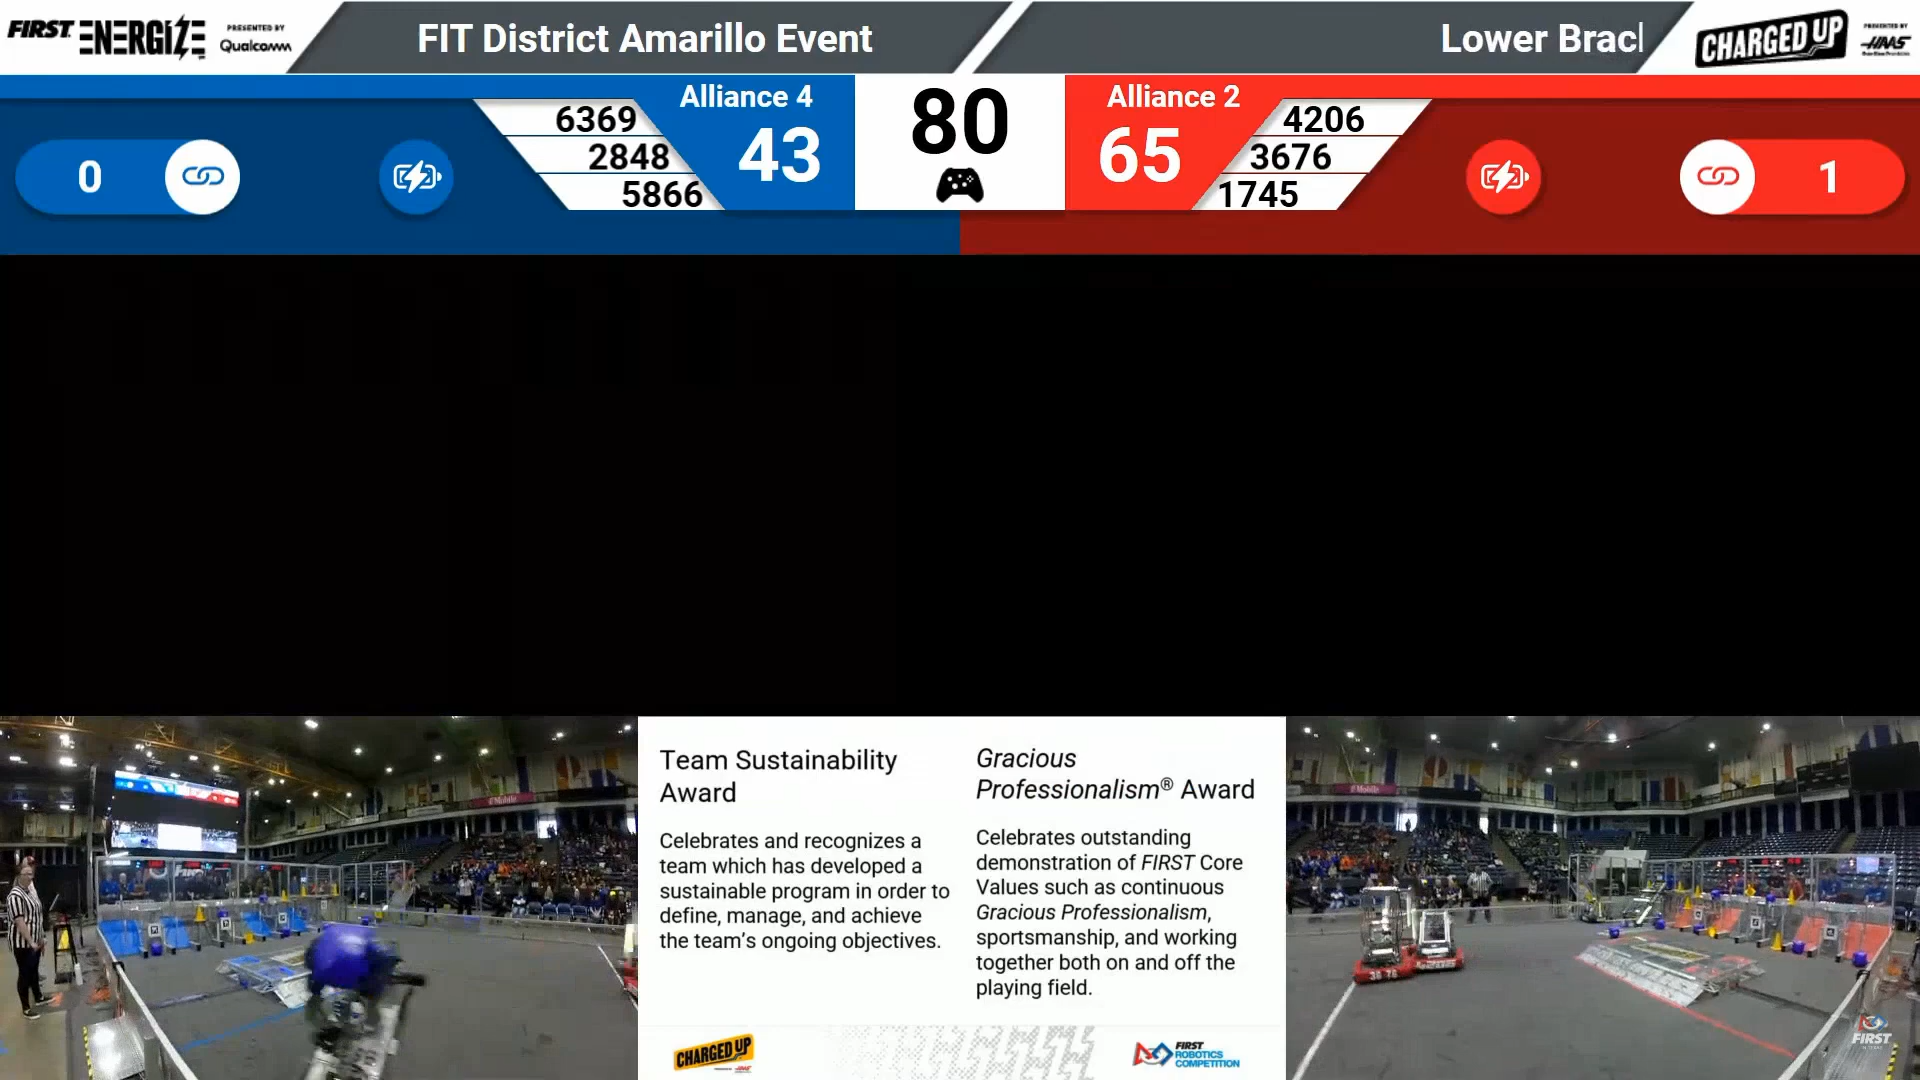 FIRST ENERGIZE PRESENTED BY Qualcomm
FIT District Amarillo Event
Lower Brac
CHARGED UP PRESENTED BY HAAS
Alliance 4
43
6369
2848
5866
80
Alliance 2
65
4206
3676
1745
0
1
Team Sustainability
Award
Celebrates and recognizes a
team which has developed a
sustainable program in order to
define, manage, and achieve
the team's ongoing objectives.
Gracious
Professionalism® Award
Celebrates outstanding
demonstration of FIRST Core
Values such as continuous
Gracious Professionalism,
sportsmanship, and working
together both on and off the
playing field.
CHARGED UP
FIRST
ROBOTICS
COMPETITION
3676
FIRST